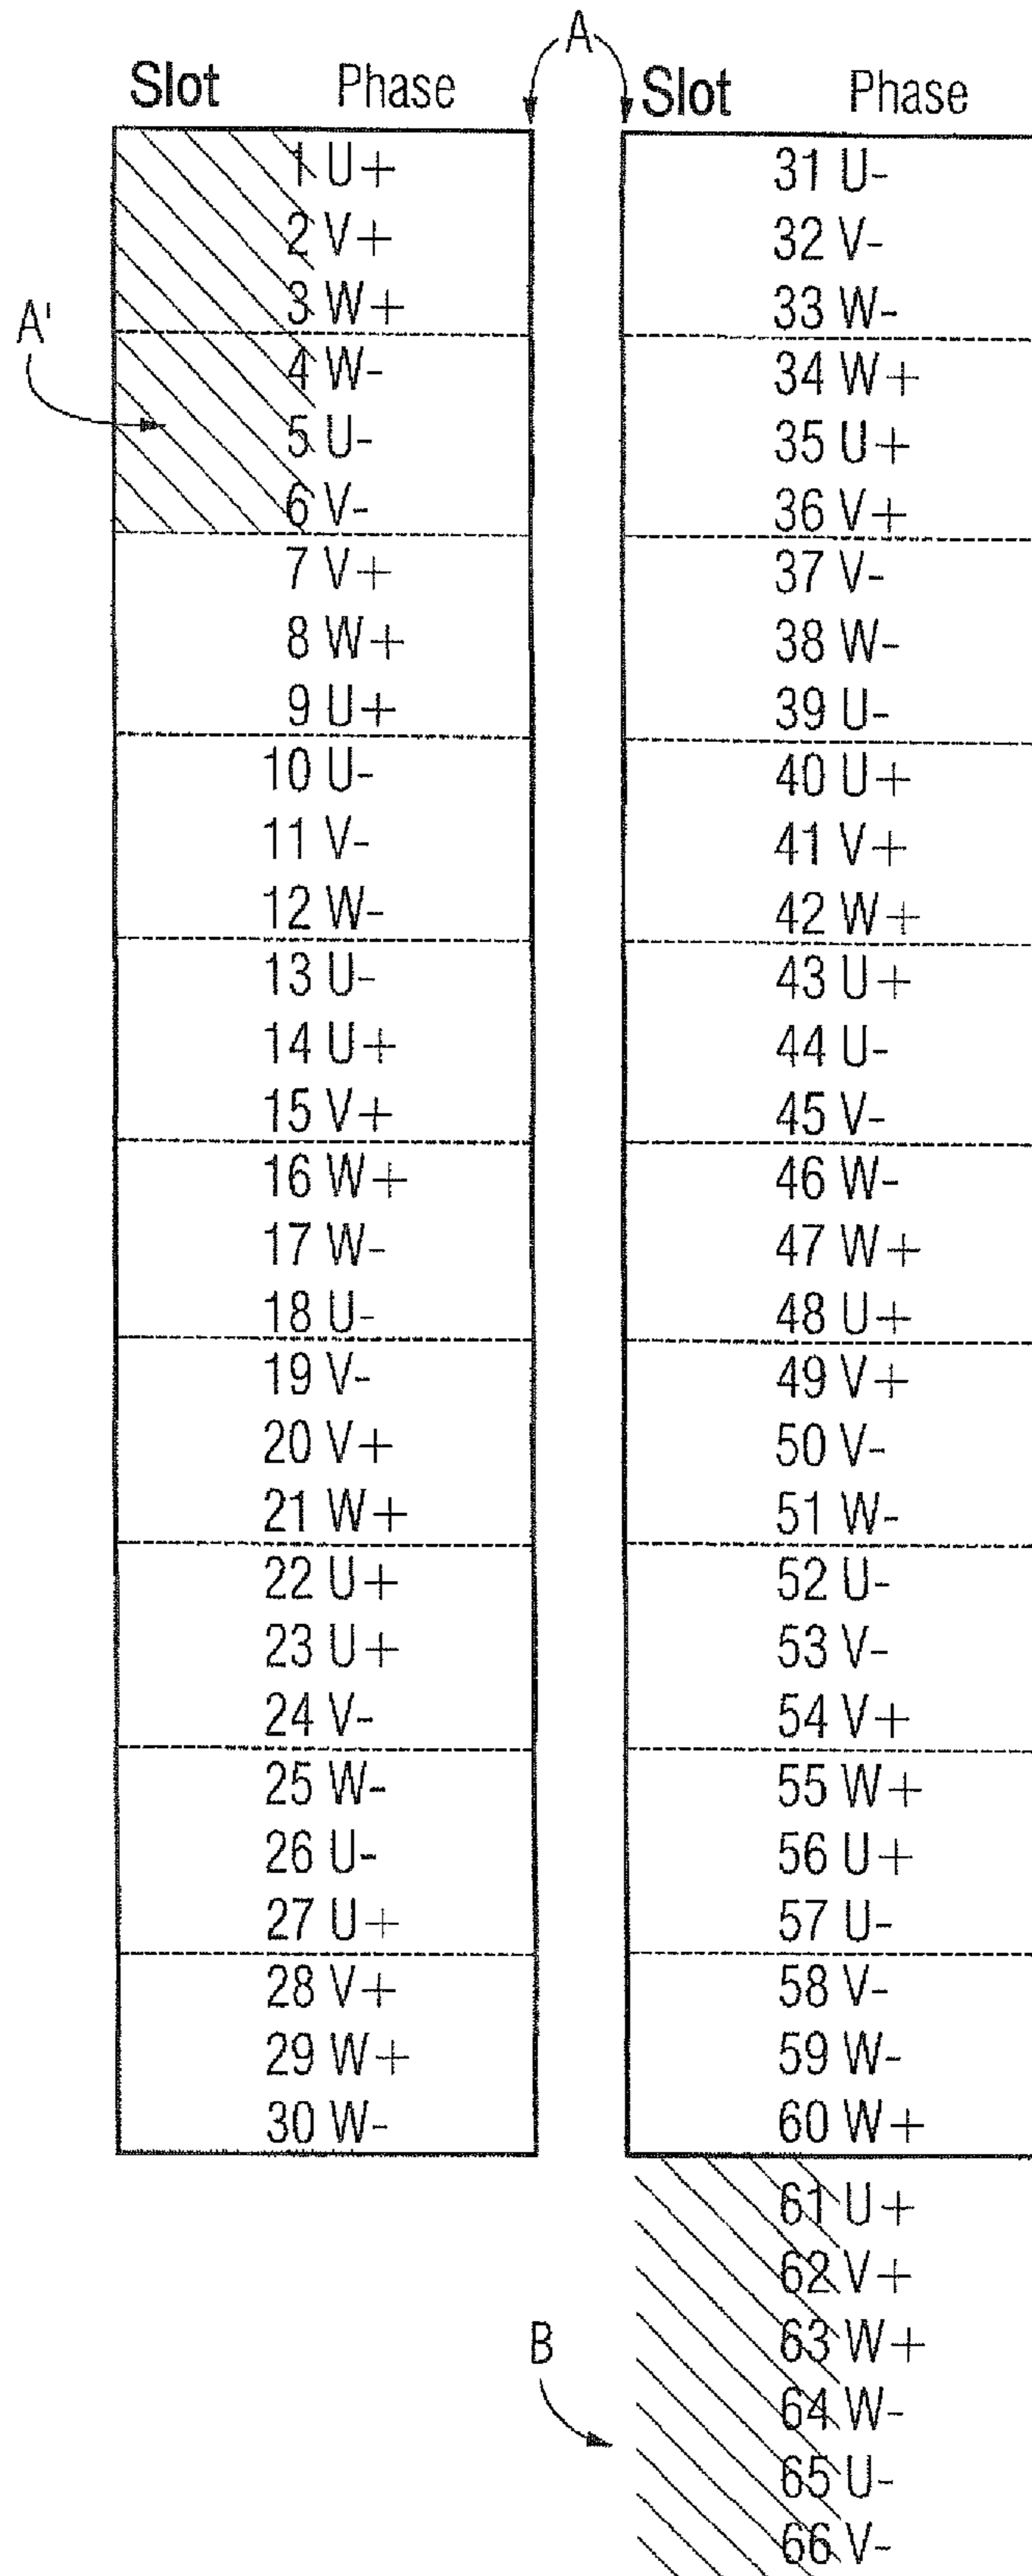 A
Slot Phase
1 U+
2 V+
3 W+
A'
4 W-
5 U-
6 V-
7 V+
8 W+
9 U+
10 U-
11 V-
12 W-
13 U-
14 U+
15 V+
16 W+
17 W-
18 U-
19 V-
20 V+
21 W+
22 U+
23 U+
24 V-
25 W-
26 U-
27 U+
28 V+
29 W+
30 W-
Slot Phase
31 U-
32 V-
33 W-
34 W+
35 U+
36 V+
37 V-
38 W-
39 U-
40 U+
41 V+
42 W+
43 U+
44 U-
45 V-
46 W-
47 W+
48 U+
49 V+
50 V-
51 W-
52 U-
53 V-
54 V+
55 W+
56 U+
57 U-
58 V-
59 W-
60 W+
61 U+
62 V+
63 W+
B
64 W-
65 U-
66 V-